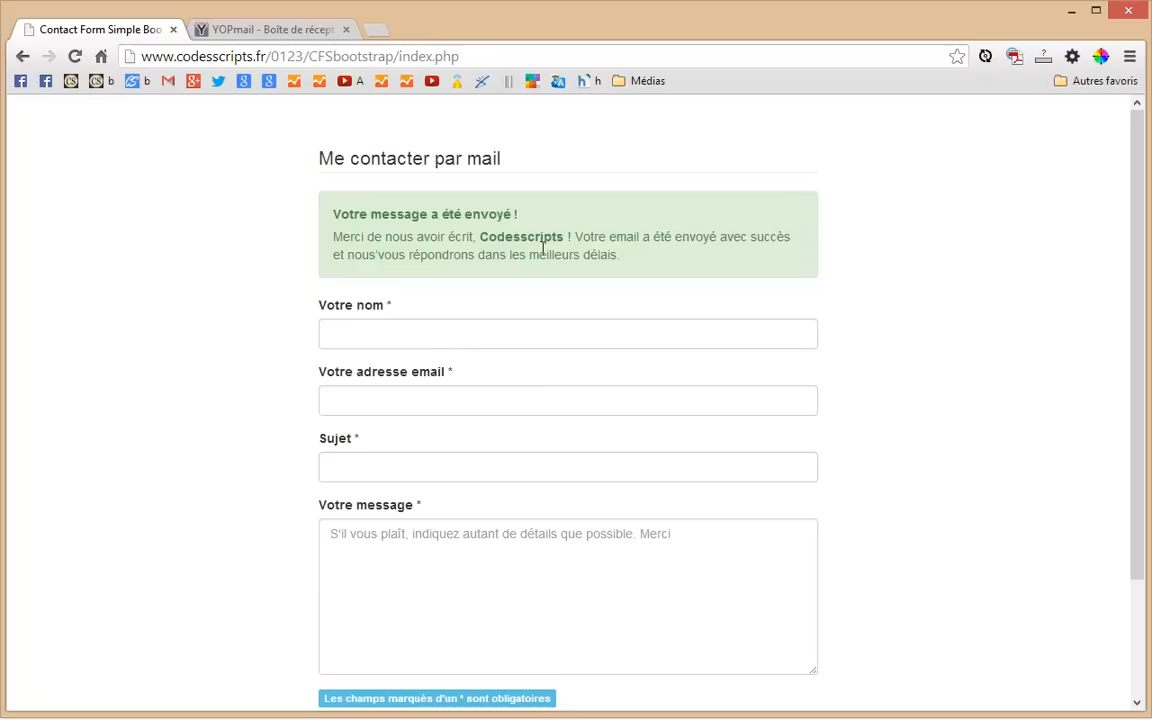 Contact Form Simple Boo
YOPmail - Boîte de récept
www.codesscripts.fr/0123/CFSbootstrap/index.php
b
b
A
h
Médias
Autres favoris
Me contacter par mail
Votre message a été envoyé !
Merci de nous avoir écrit, Codesscripts ! Votre email a été envoyé avec succès
et nous'vous répondrons dans les meilleurs délais.
Votre nom *
Votre adresse email *
Sujet *
Votre message *
S'il vous plaît, indiquez autant de détails que possible. Merci
Les champs marqués d'un * sont obligatoires